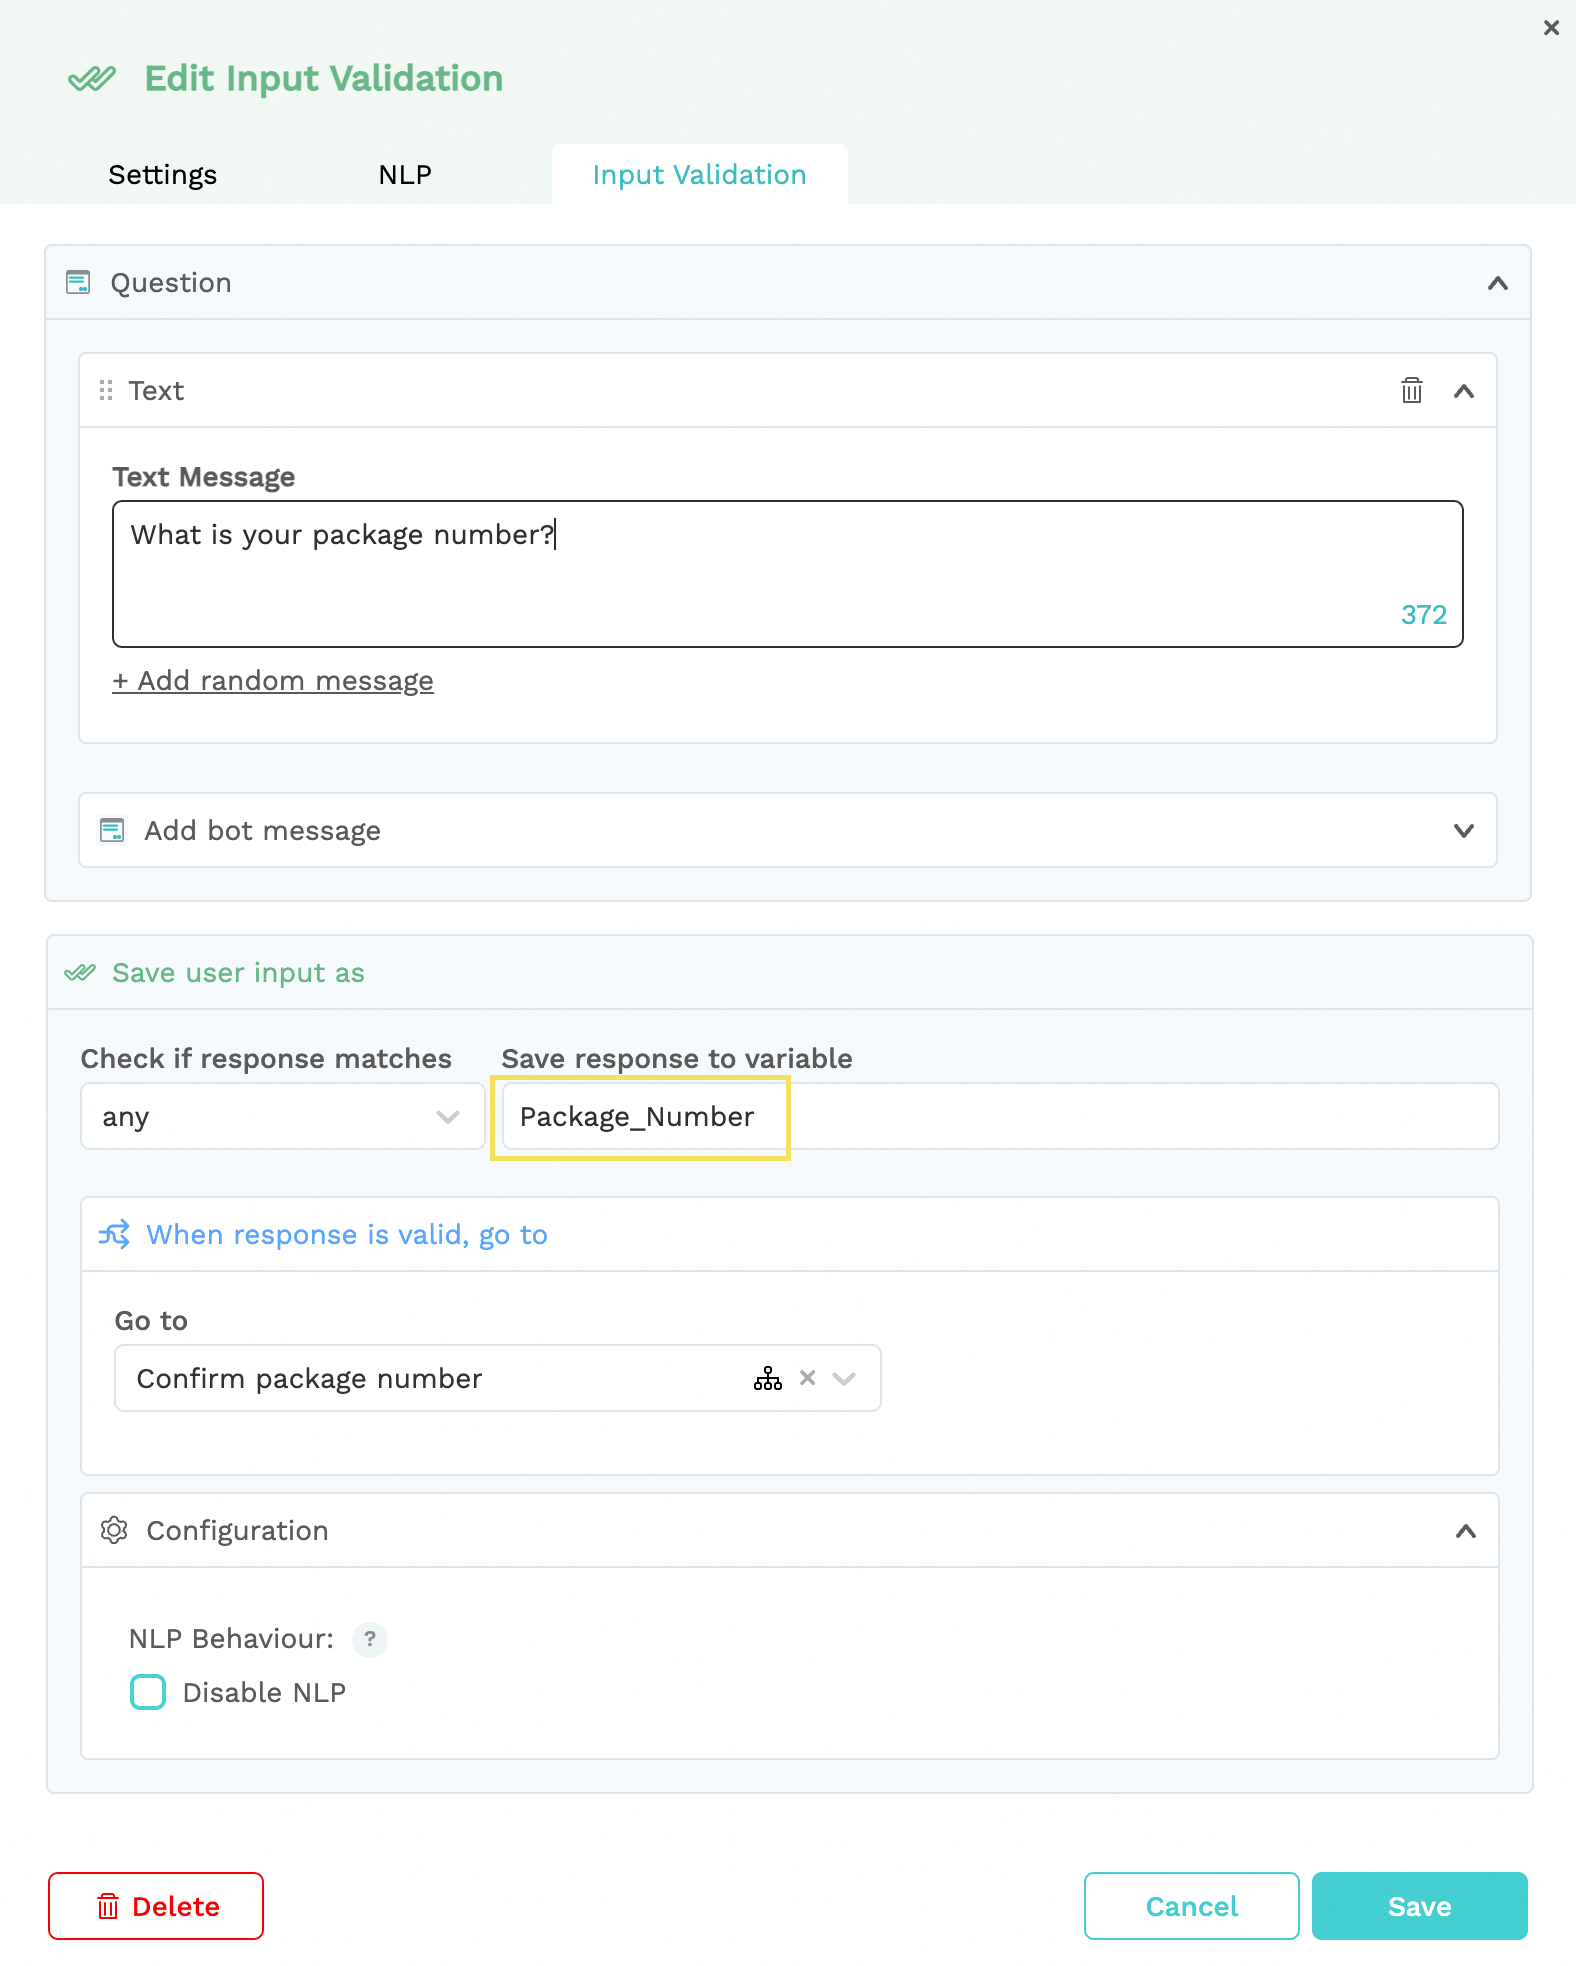 Edit Input Validation
Settings
NLP
Input Validation
Question
Text
Text Message
What is your package number?
372
+ Add random message
Add bot message
Save user input as
Check if response matches
Save response to variable
any
Package_Number
When response is valid, go to
Go to
Confirm package number
Configuration
NLP Behaviour:
?
Disable NLP
Delete
Cancel
Save